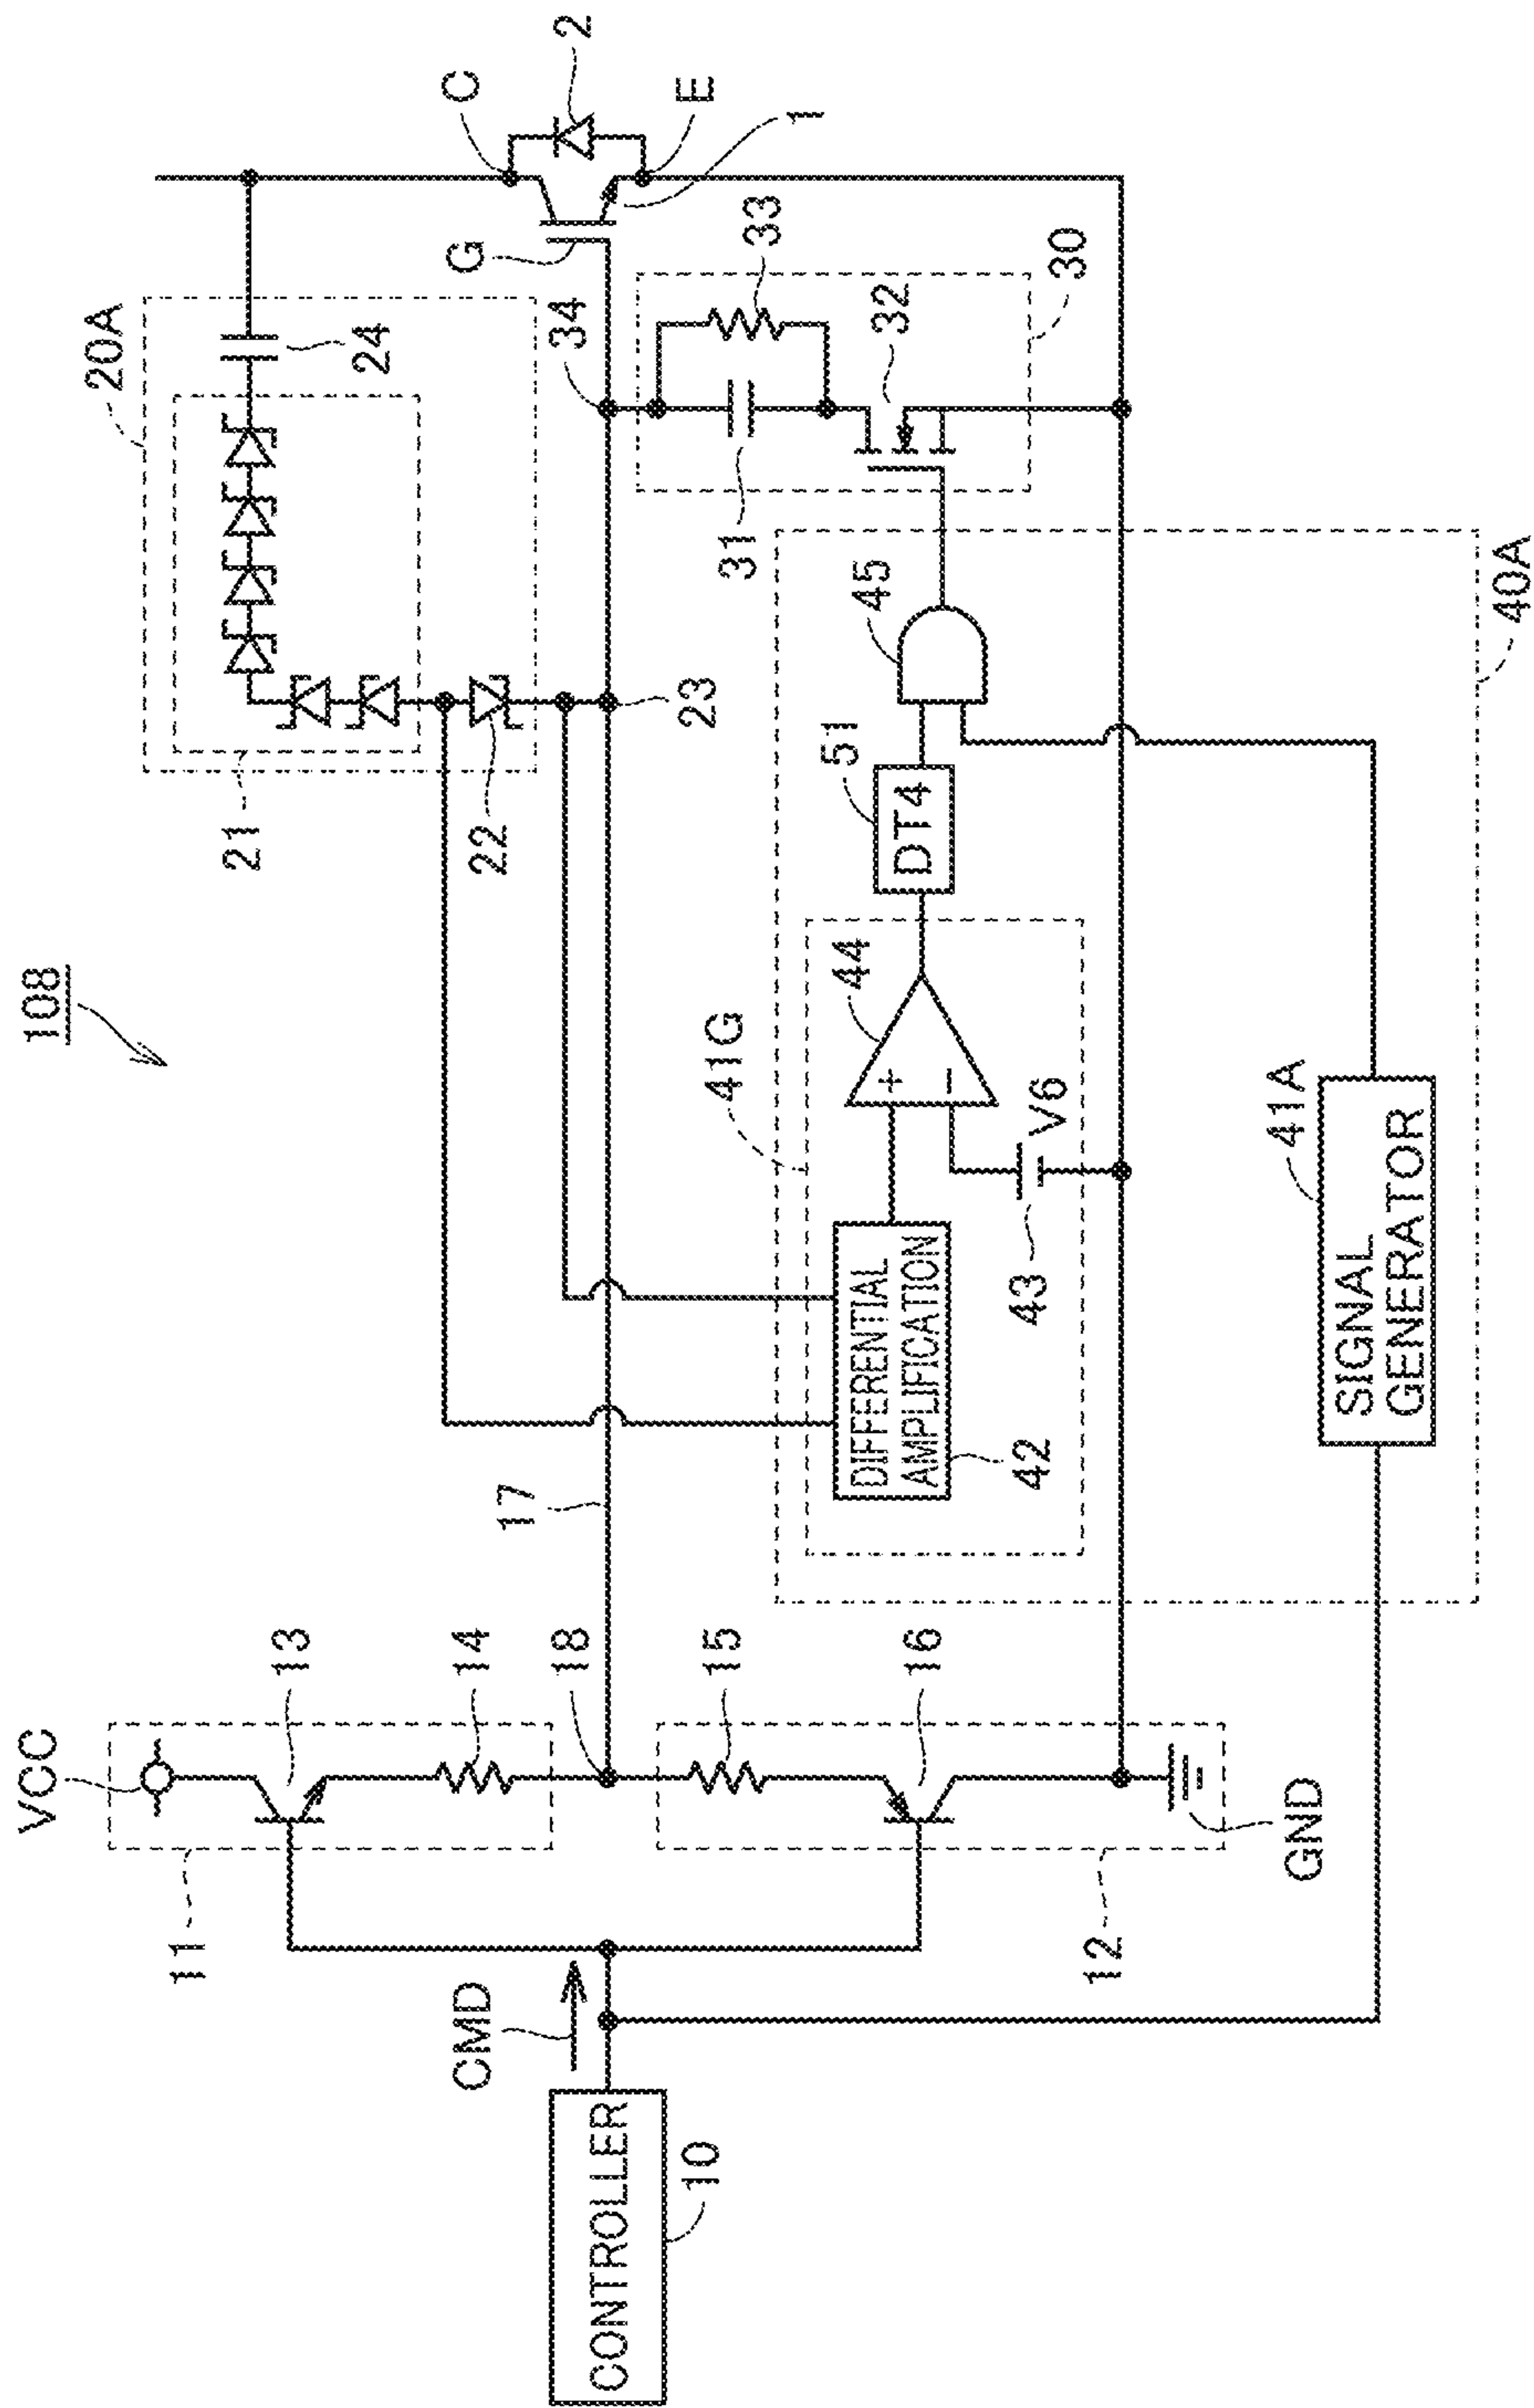 108
VCC
11
13
14
18
15
16
12
GND
CMD
CONTROLLER
10
17
20A
21
22
23
24
C
2
E
1
G
34
33
30
32
31
45
51
DT4
40A
41G
44
+
−
V6
43
DIFFERENTIAL
AMPLIFICATION
42
41A
SIGNAL
GENERATOR